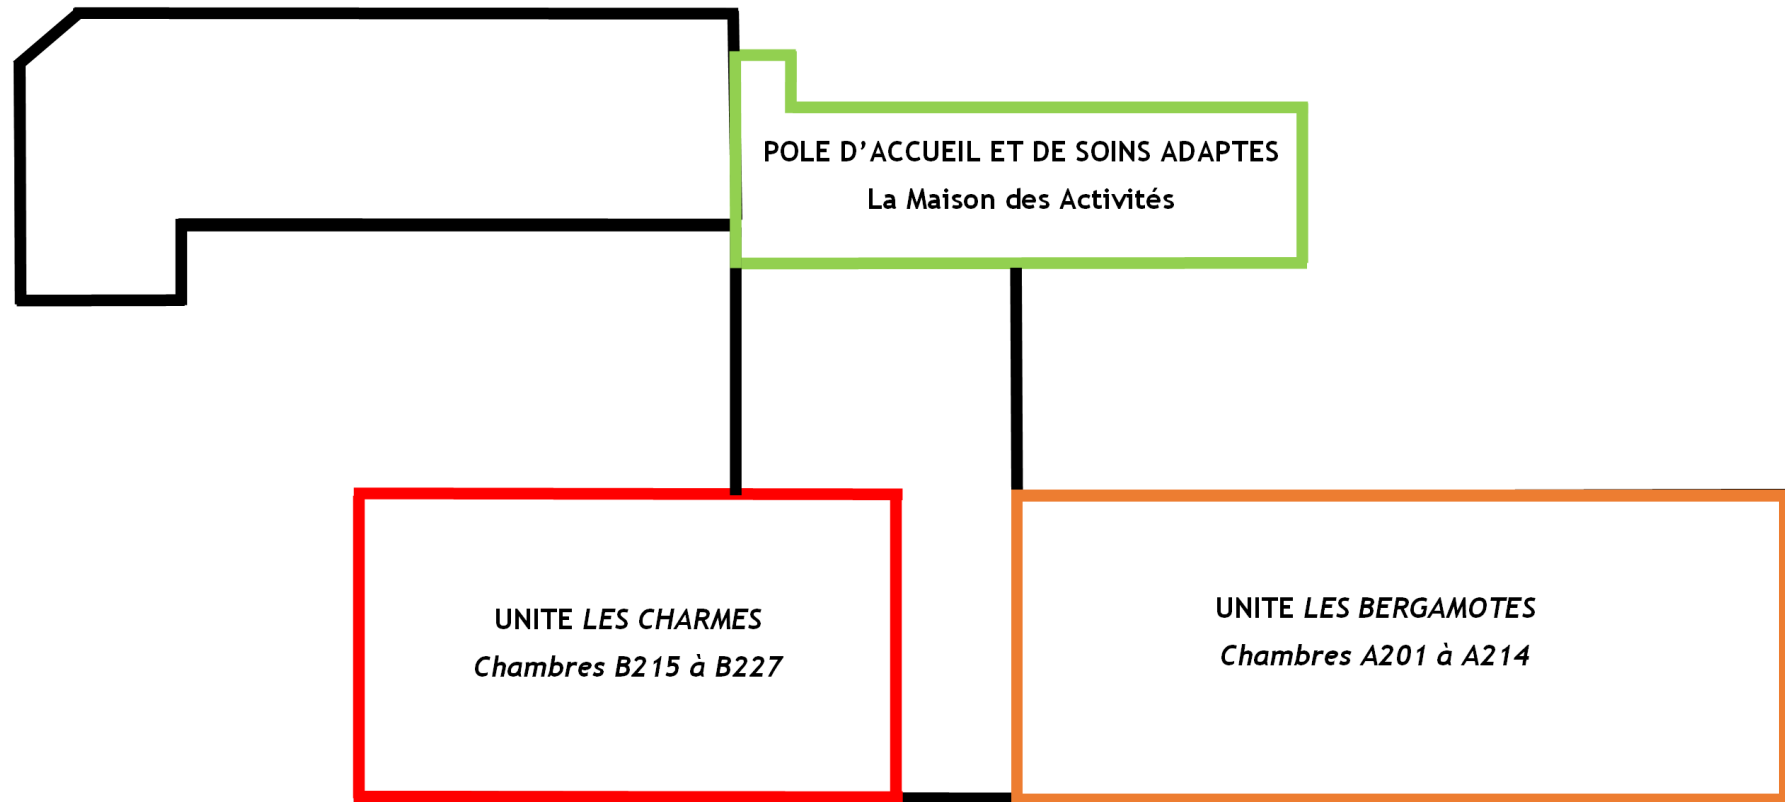 POLE D'ACCUEIL ET DE SOINS ADAPTES
La Maison des Activités
UNITE LES CHARMES
Chambres B215 à B227
UNITE LES BERGAMOTES
Chambres A201 à A214